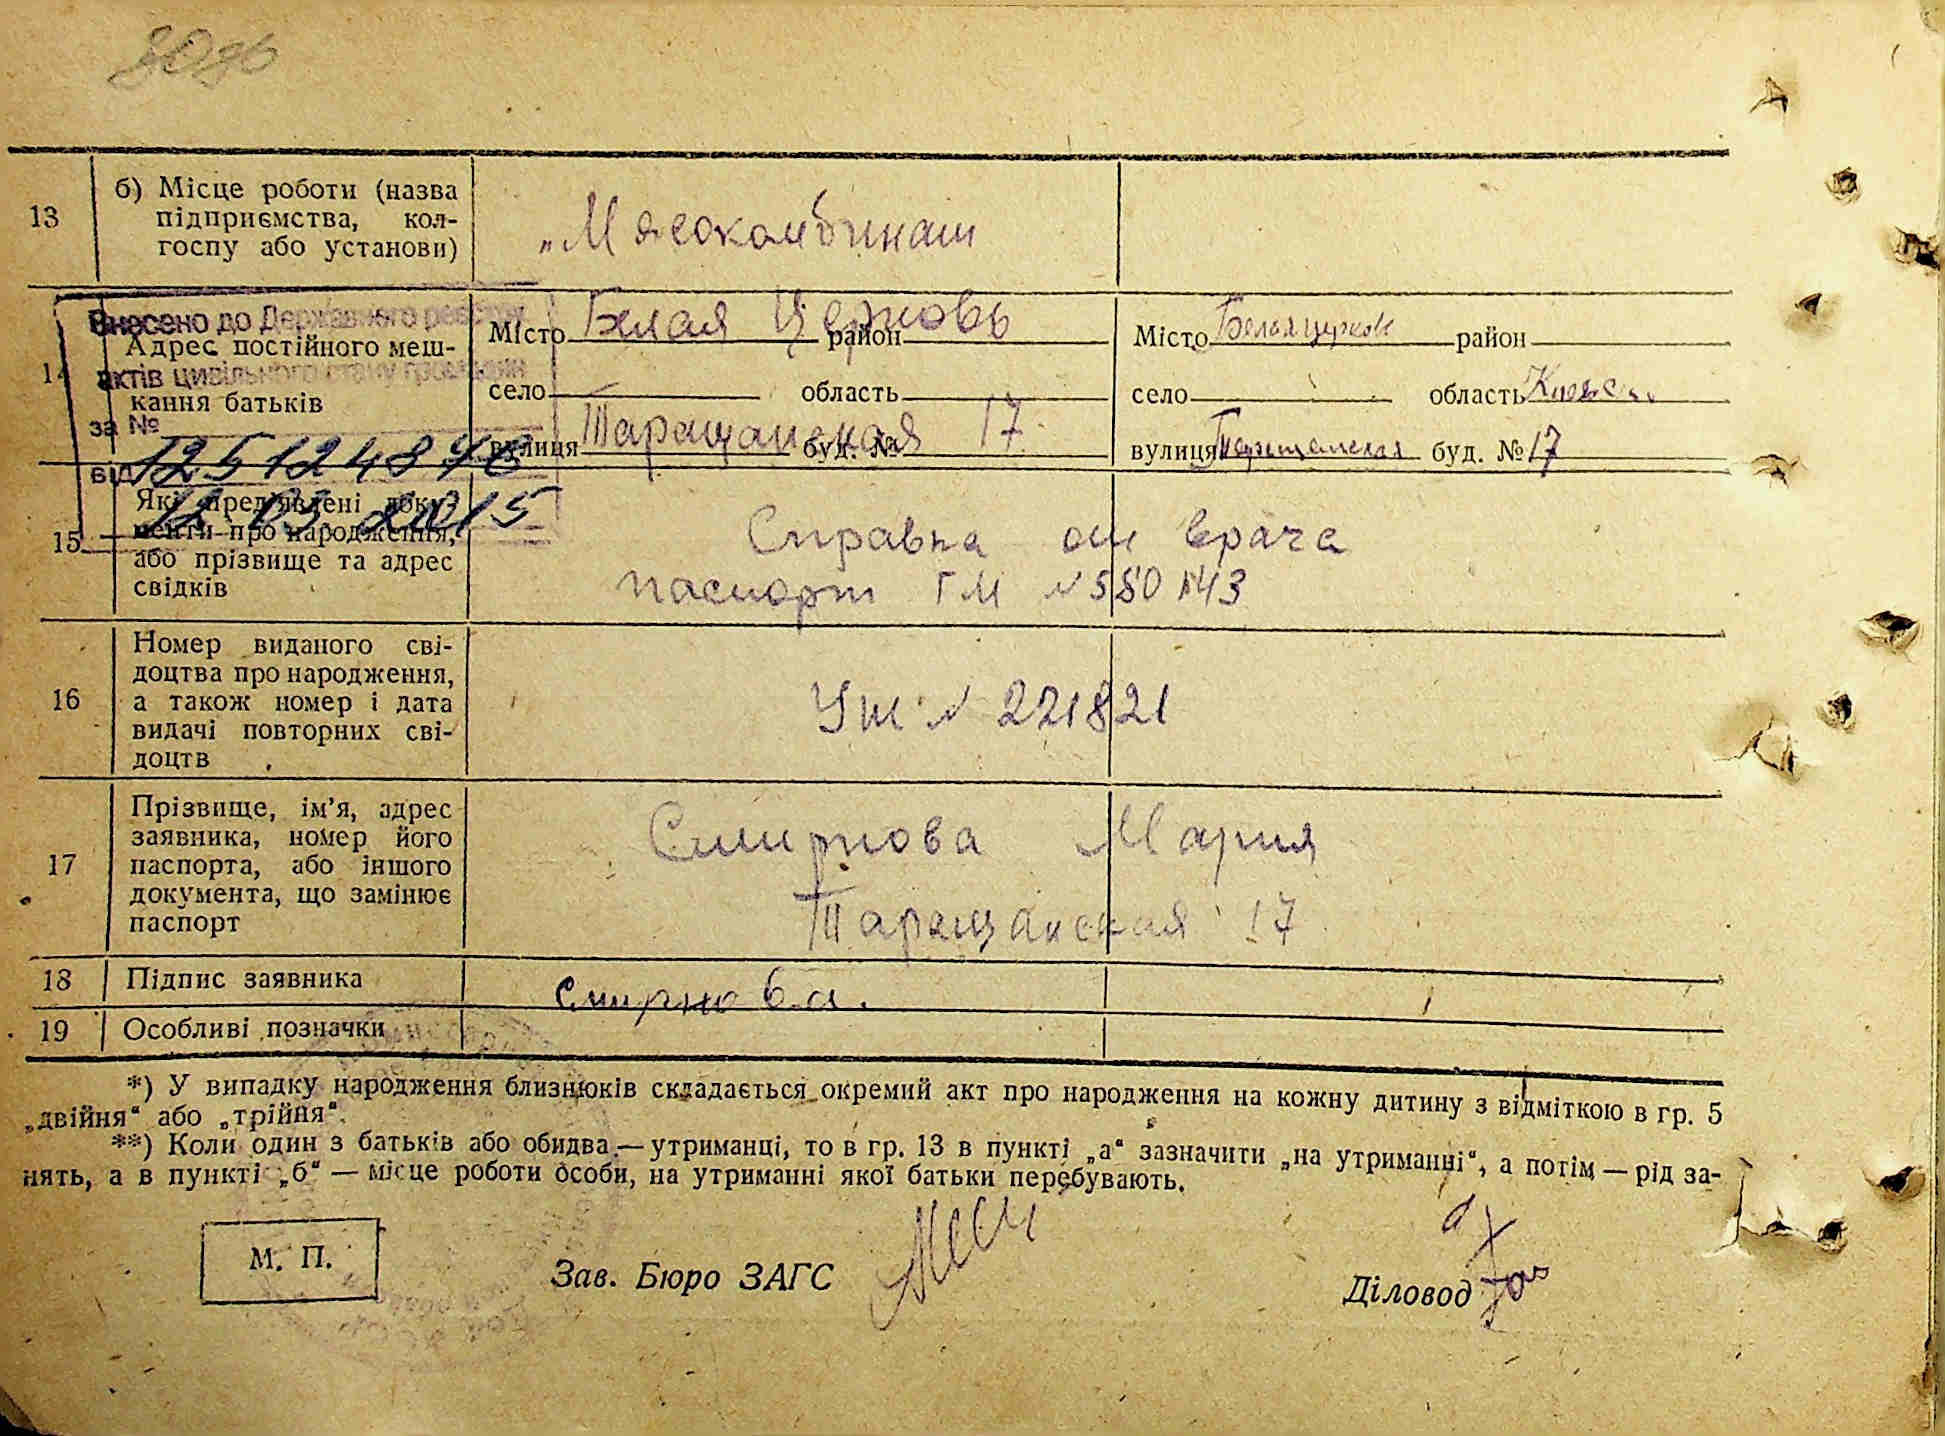 13
б) Місце роботи (назва
підприємства, кол-
госпу або установи)
„Мясокомбинат
Внесено до Державного реєстру
актів цивільного стану громадян
за №
від
12.03.2015
14
Адрес постійного меш-
кання батьків
Місто Белая Церковь район
село область
вулиця Таращанская буд. № 17
Місто Белая церковь район
село область
вулиця Таращанская буд. № 17
15
Які пред'явлені доку-
менти про народження,
або прізвище та адрес
свідків
Справка от врача
паспорт ГМ № 580143
16
Номер виданого сві-
доцтва про народження,
а також номер і дата
видачі повторних сві-
доцтв
№ 221821
17
Прізвище, ім'я, адрес
заявника, номер його
паспорта, або іншого
документа, що замінює
паспорт
Смирнова Мария
Таращанская 17
18 Підпис заявника
Смирнова.
19 Особливі позначки
*) У випадку народження близнюків складається окремий акт про народження на кожну дитину з відміткою в гр. 5
„двійня“ або „трійня“.
**) Коли один з батьків або обидва — утриманці, то в гр. 13 в пункті „а“ зазначити „на утриманні“, а потім — рід за-
нять, а в пункті „б“ — місце роботи особи, на утриманні якої батьки перебувають.
М. П.
Зав. Бюро ЗАГС
Діловод